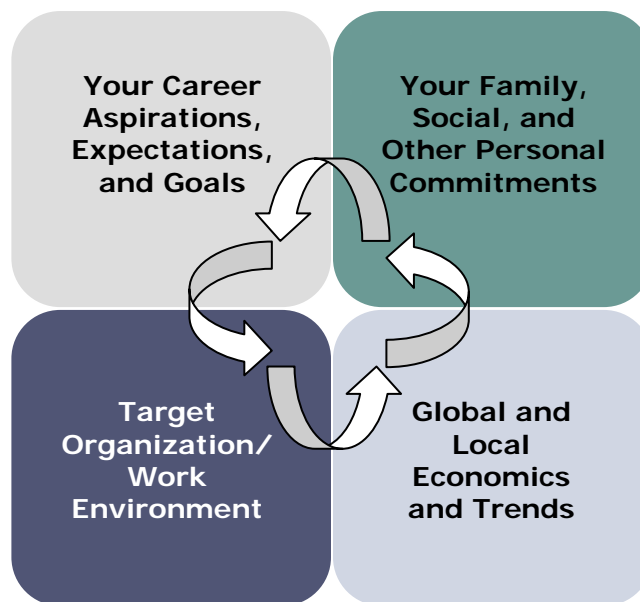 Your Career
Aspirations,
Expectations,
and Goals
Your Family,
Social, and
Other Personal
Commitments
Target
Organization/
Work
Environment
Global and
Local
Economics
and Trends